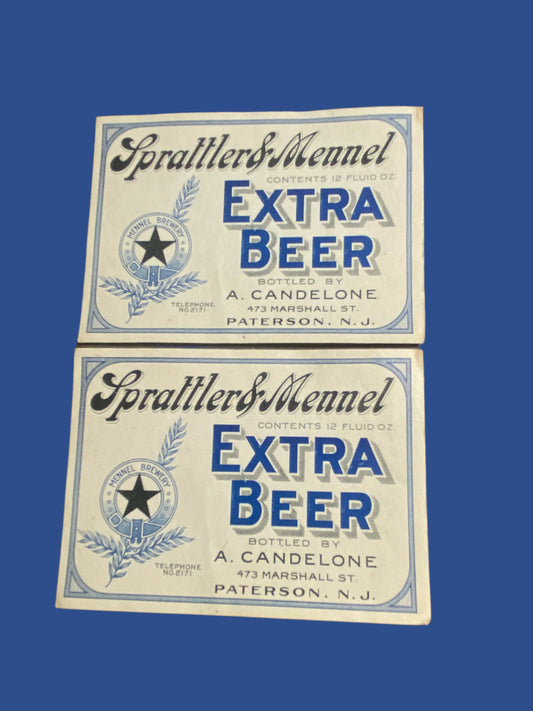 Sprattler & Mennel
CONTENTS 12 FLUID OZ.
EXTRA
BEER
MENNEL BREWERY
BOTTLED BY
A. CANDELONE
473 MARSHALL ST.
PATERSON, N. J.
TELEPHONE
NO. 2171
Sprattler & Mennel
CONTENTS 12 FLUID OZ.
EXTRA
BEER
MENNEL BREWERY
BOTTLED BY
A. CANDELONE
473 MARSHALL ST.
PATERSON, N. J.
TELEPHONE
NO. 2171